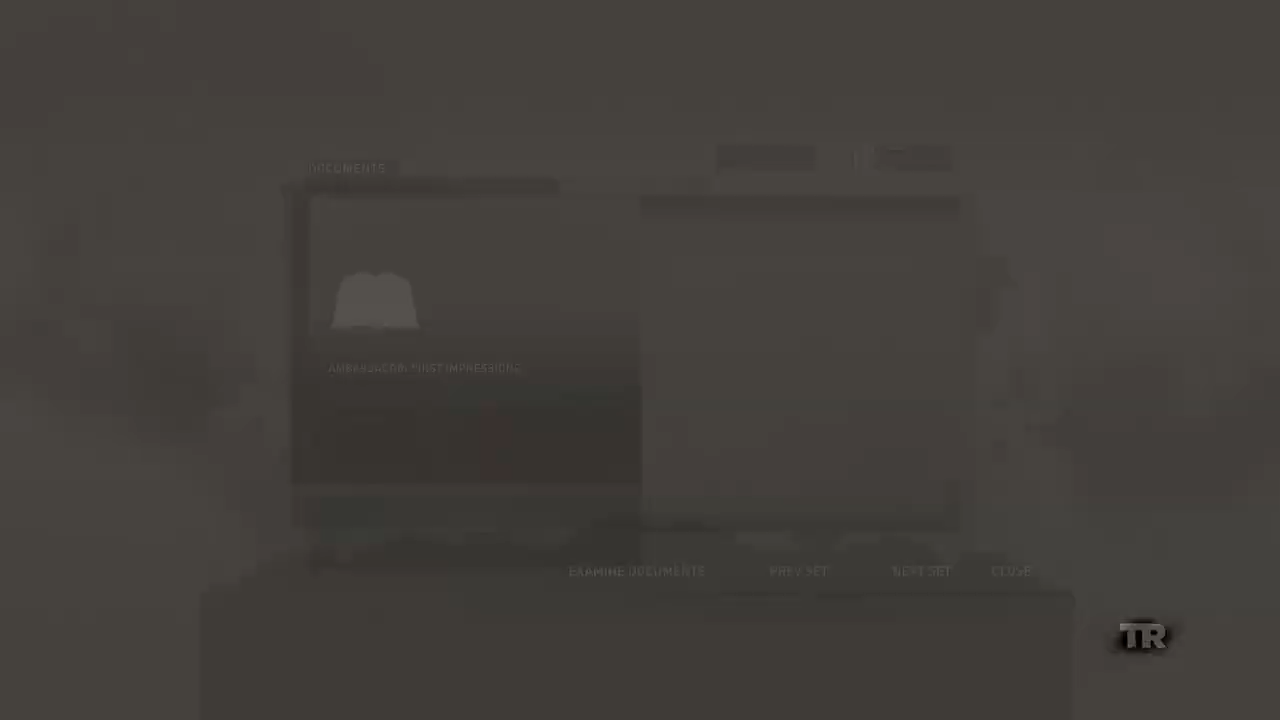 DOCUMENTS
AMBASSADOR: FIRST IMPRESSIONS
EXAMINE DOCUMENTS PREV SET NEXT SET CLOSE
TR